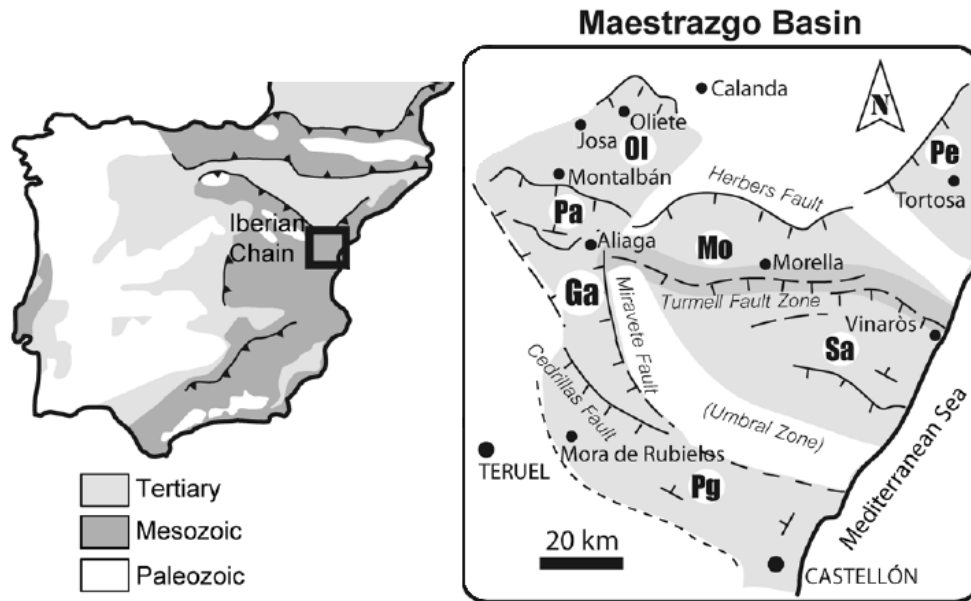 Maestrazgo Basin
Iberian
Chain
Tertiary
Mesozoic
Paleozoic
Calanda
N
Oliete
Josa
Ol
Pe
Montalbán
Tortosa
Herbers Fault
Pa
Aliaga
Mo
Morella
Ga
Miravete Fault
Turmell Fault Zone
Vinaròs
Sa
Cedrillas Fault
(Umbral Zone)
Mediterranean Sea
Mora de Rubielos
TERUEL
Pg
20 km
CASTELLÓN